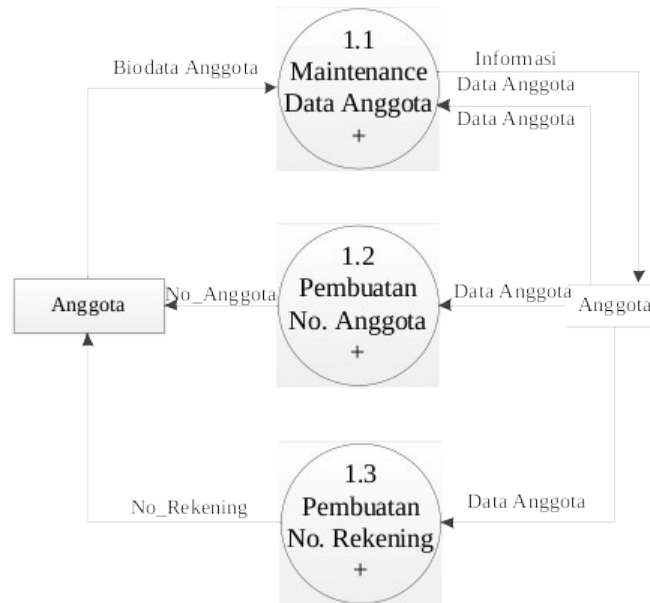 1.1
Maintenance
Data Anggota
+
Biodata Anggota
Informasi
Data Anggota
Data Anggota
1.2
Pembuatan
No. Anggota
+
Anggota
No_Anggota
Data Anggota
Anggota
1.3
Pembuatan
No. Rekening
+
No_Rekening
Data Anggota